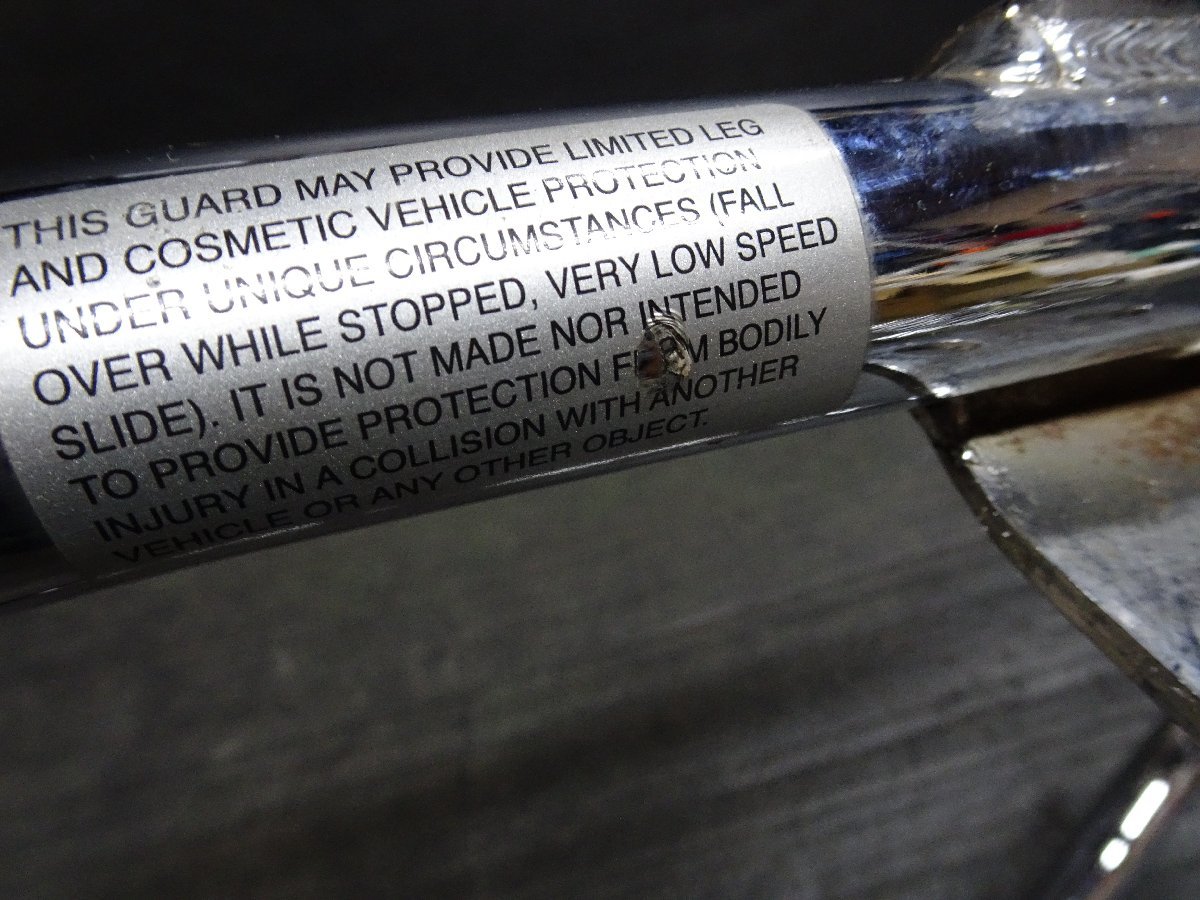 THIS GUARD MAY PROVIDE LIMITED LEG
AND COSMETIC VEHICLE PROTECTION
UNDER UNIQUE CIRCUMSTANCES (FALL
OVER WHILE STOPPED, VERY LOW SPEED
SLIDE). IT IS NOT MADE NOR INTENDED
TO PROVIDE PROTECTION FROM BODILY
INJURY IN A COLLISION WITH ANOTHER
VEHICLE OR ANY OTHER OBJECT.